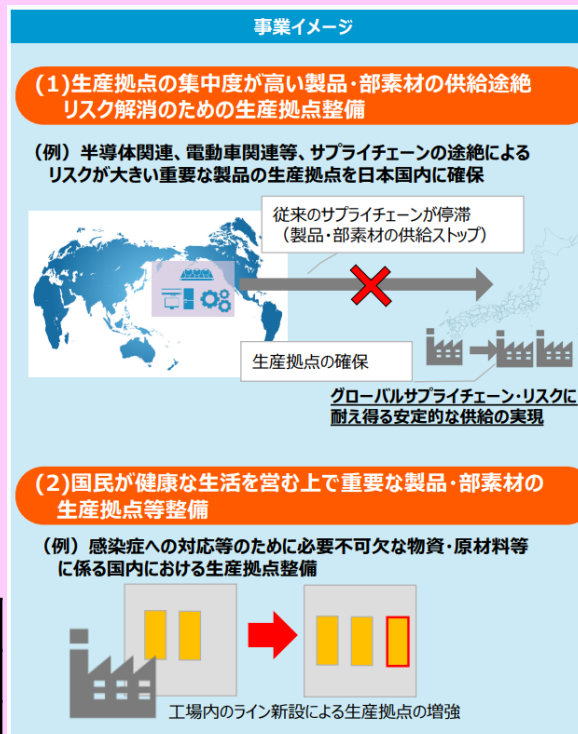 事業イメージ
(1)生産拠点の集中度が高い製品・部素材の供給途絶
リスク解消のための生産拠点整備
（例）半導体関連、電動車関連等、サプライチェーンの途絶による
リスクが大きい重要な製品の生産拠点を日本国内に確保
従来のサプライチェーンが停滞
（製品・部素材の供給ストップ）
生産拠点の確保
グローバルサプライチェーン・リスクに
耐え得る安定的な供給の実現
(2)国民が健康な生活を営む上で重要な製品・部素材の
生産拠点等整備
（例）感染症への対応等のために必要不可欠な物資・原材料等
に係る国内における生産拠点整備
工場内のライン新設による生産拠点の増強